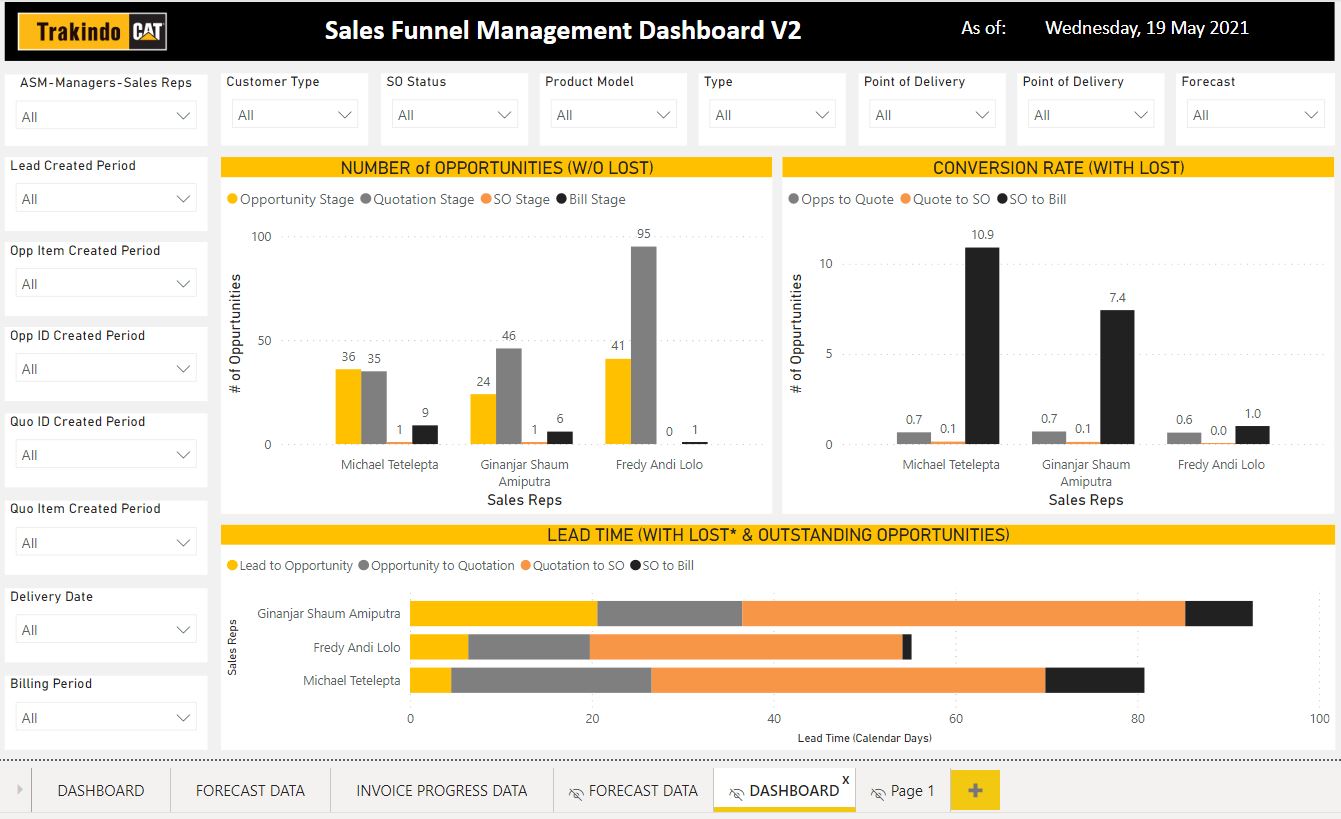 Trakindo CAT
Sales Funnel Management Dashboard V2
As of:
Wednesday, 19 May 2021
ASM-Managers-Sales Reps
All
Customer Type
All
SO Status
All
Product Model
All
Type
All
Point of Delivery
All
Point of Delivery
All
Forecast
All
Lead Created Period
All
Opp Item Created Period
All
Opp ID Created Period
All
Quo ID Created Period
All
Quo Item Created Period
All
Delivery Date
All
Billing Period
All
NUMBER of OPPORTUNITIES (W/O LOST)
Opportunity Stage Quotation Stage SO Stage Bill Stage
# of Oppurtunities
100
50
0
36 35 1 9
24 46 1 6
41 95 0 1
Michael Tetelepta
Ginanjar Shaum
Amiputra
Fredy Andi Lolo
Sales Reps
CONVERSION RATE (WITH LOST)
Opps to Quote Quote to SO SO to Bill
# of Oppurtunities
10
5
0
0.7 0.1 10.9
0.7 0.1 7.4
0.6 0.0 1.0
Michael Tetelepta
Ginanjar Shaum
Amiputra
Fredy Andi Lolo
Sales Reps
LEAD TIME (WITH LOST* & OUTSTANDING OPPORTUNITIES)
Lead to Opportunity Opportunity to Quotation Quotation to SO SO to Bill
Sales Reps
Ginanjar Shaum Amiputra
Fredy Andi Lolo
Michael Tetelepta
0 20 40 60 80 100
Lead Time (Calendar Days)
DASHBOARD
FORECAST DATA
INVOICE PROGRESS DATA
FORECAST DATA
DASHBOARD
x
Page 1
+